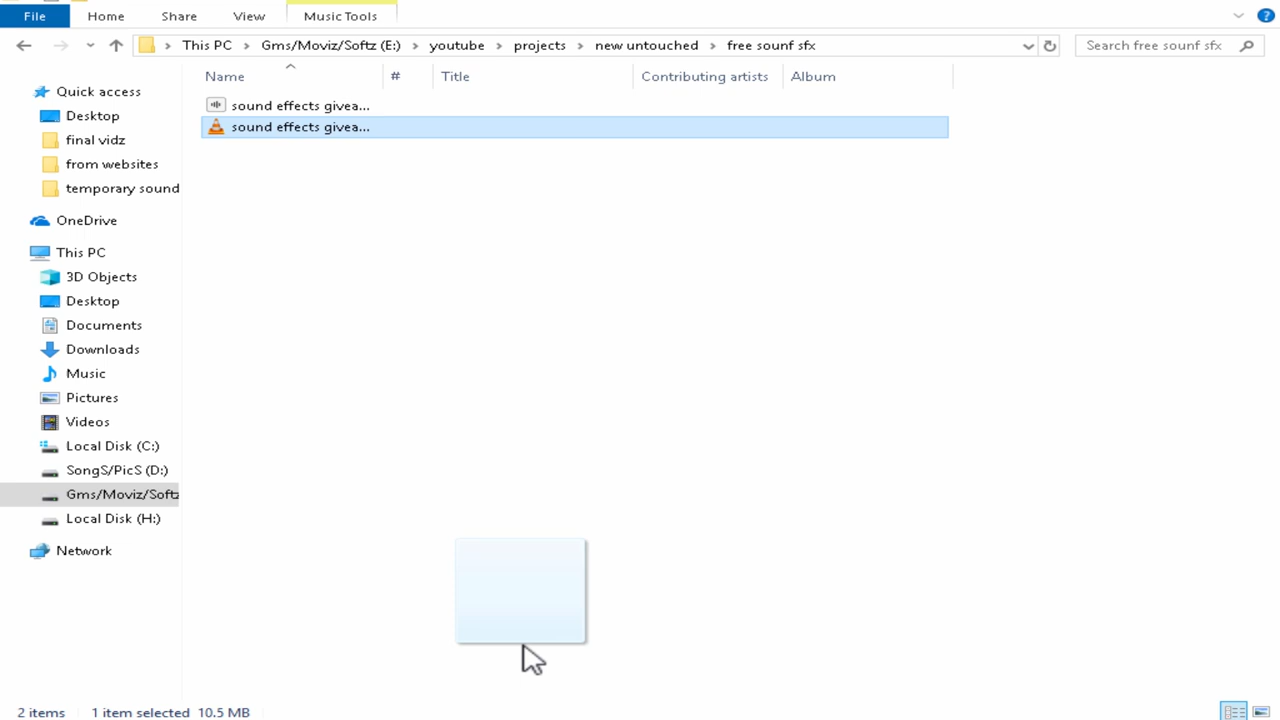 File Home Share View Music Tools
This PC Gms/Moviz/Softz (E:) youtube projects new untouched free sounf sfx Search free sounf sfx
Name # Title Contributing artists Album
sound effects givea...
sound effects givea...
Quick access
Desktop
final vidz
from websites
temporary sound
OneDrive
This PC
3D Objects
Desktop
Documents
Downloads
Music
Pictures
Videos
Local Disk (C:)
SongS/PicS (D:)
Gms/Moviz/Softz
Local Disk (H:)
Network
2 items 1 item selected 10.5 MB